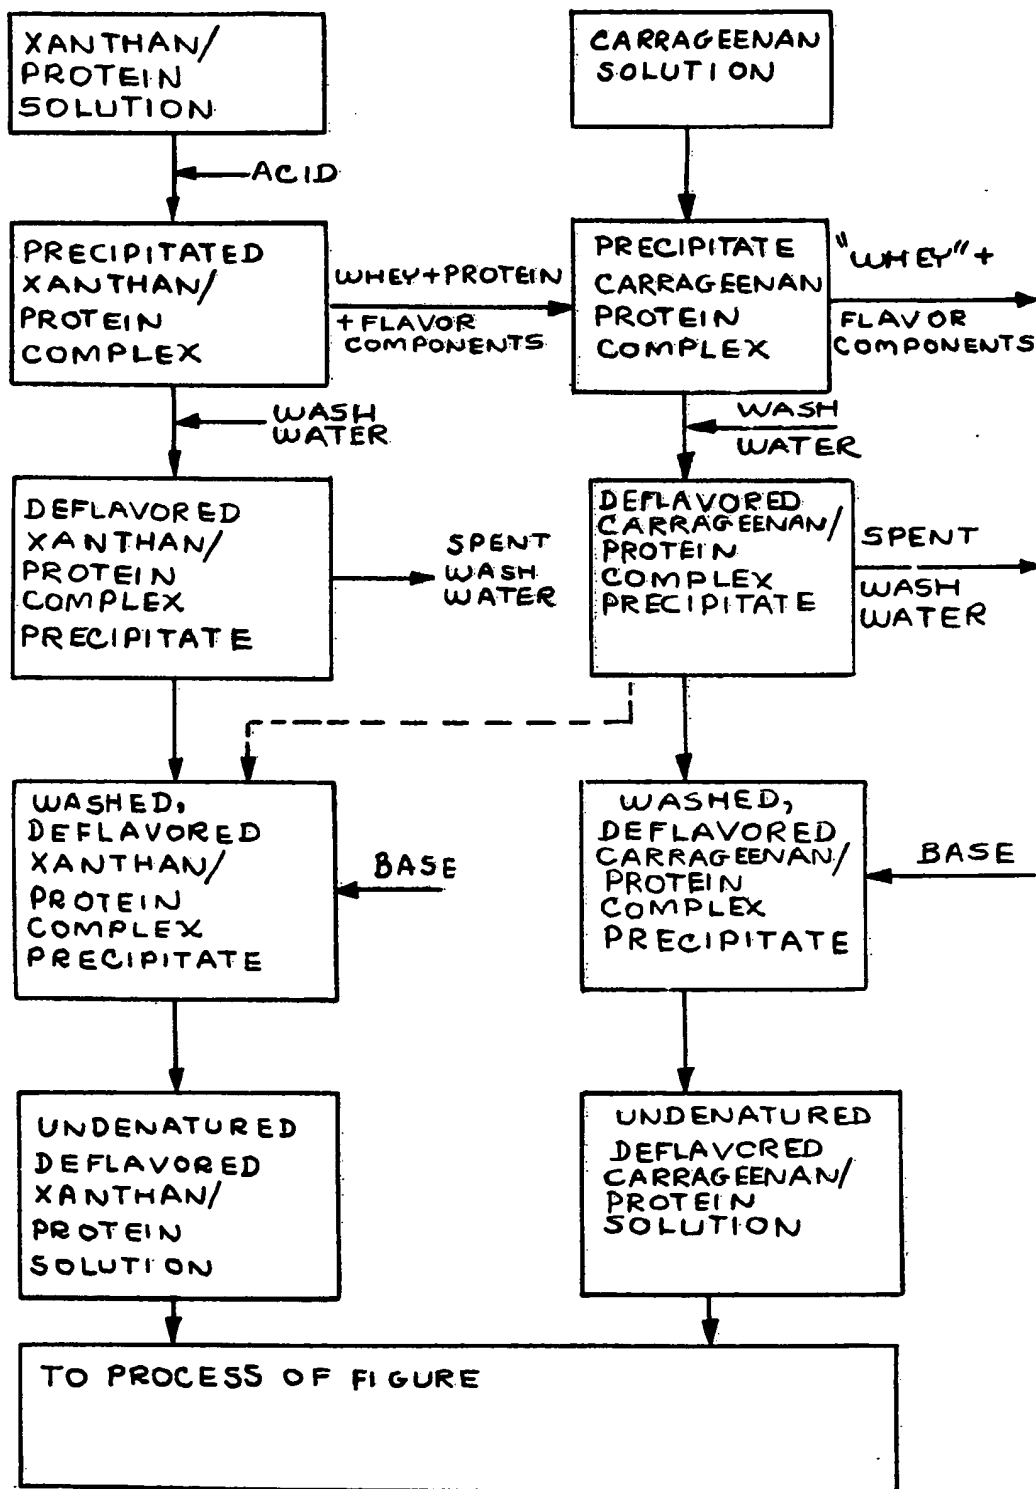 XANTHAN/
PROTEIN
SOLUTION
CARRAGEENAN
SOLUTION
ACID
PRECIPITATED
XANTHAN/
PROTEIN
COMPLEX
WHEY+PROTEIN
+FLAVOR
COMPONENTS
PRECIPITATE
CARRAGEENAN
PROTEIN
COMPLEX
"WHEY"+
FLAVOR
COMPONENTS
WASH
WATER
WASH
WATER
DEFLAVORED
XANTHAN/
PROTEIN
COMPLEX
PRECIPITATE
SPENT
WASH
WATER
DEFLAVORED
CARRAGEENAN/
PROTEIN
COMPLEX
PRECIPITATE
SPENT
WASH
WATER
WASHED,
DEFLAVORED
XANTHAN/
PROTEIN
COMPLEX
PRECIPITATE
BASE
WASHED,
DEFLAVORED
CARRAGEENAN/
PROTEIN
COMPLEX
PRECIPITATE
BASE
UNDENATURED
DEFLAVORED
XANTHAN/
PROTEIN
SOLUTION
UNDENATURED
DEFLAVORED
CARRAGEENAN/
PROTEIN
SOLUTION
TO PROCESS OF FIGURE